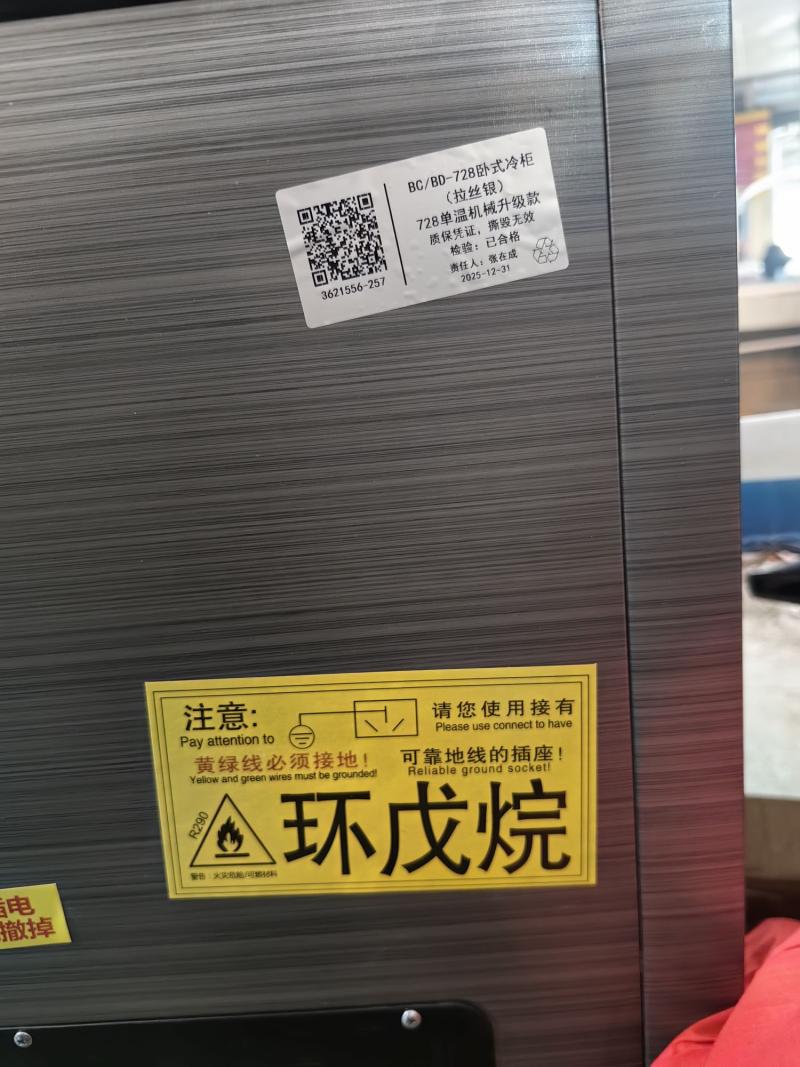 BC/BD-728卧式冷柜
（拉丝银）
728单温机械升级款
质保凭证，撕毁无效
检验：已合格
责任人：张在成
2025-12-31
3621556-257
注意:
Pay attention to
请您使用接有
Please use connect to have
黄绿线必须接地！
Yellow and green wires must be grounded!
可靠地线的插座！
Reliable ground socket!
R290
环戊烷
警告：火灾危险/可燃材料
插电
撤掉